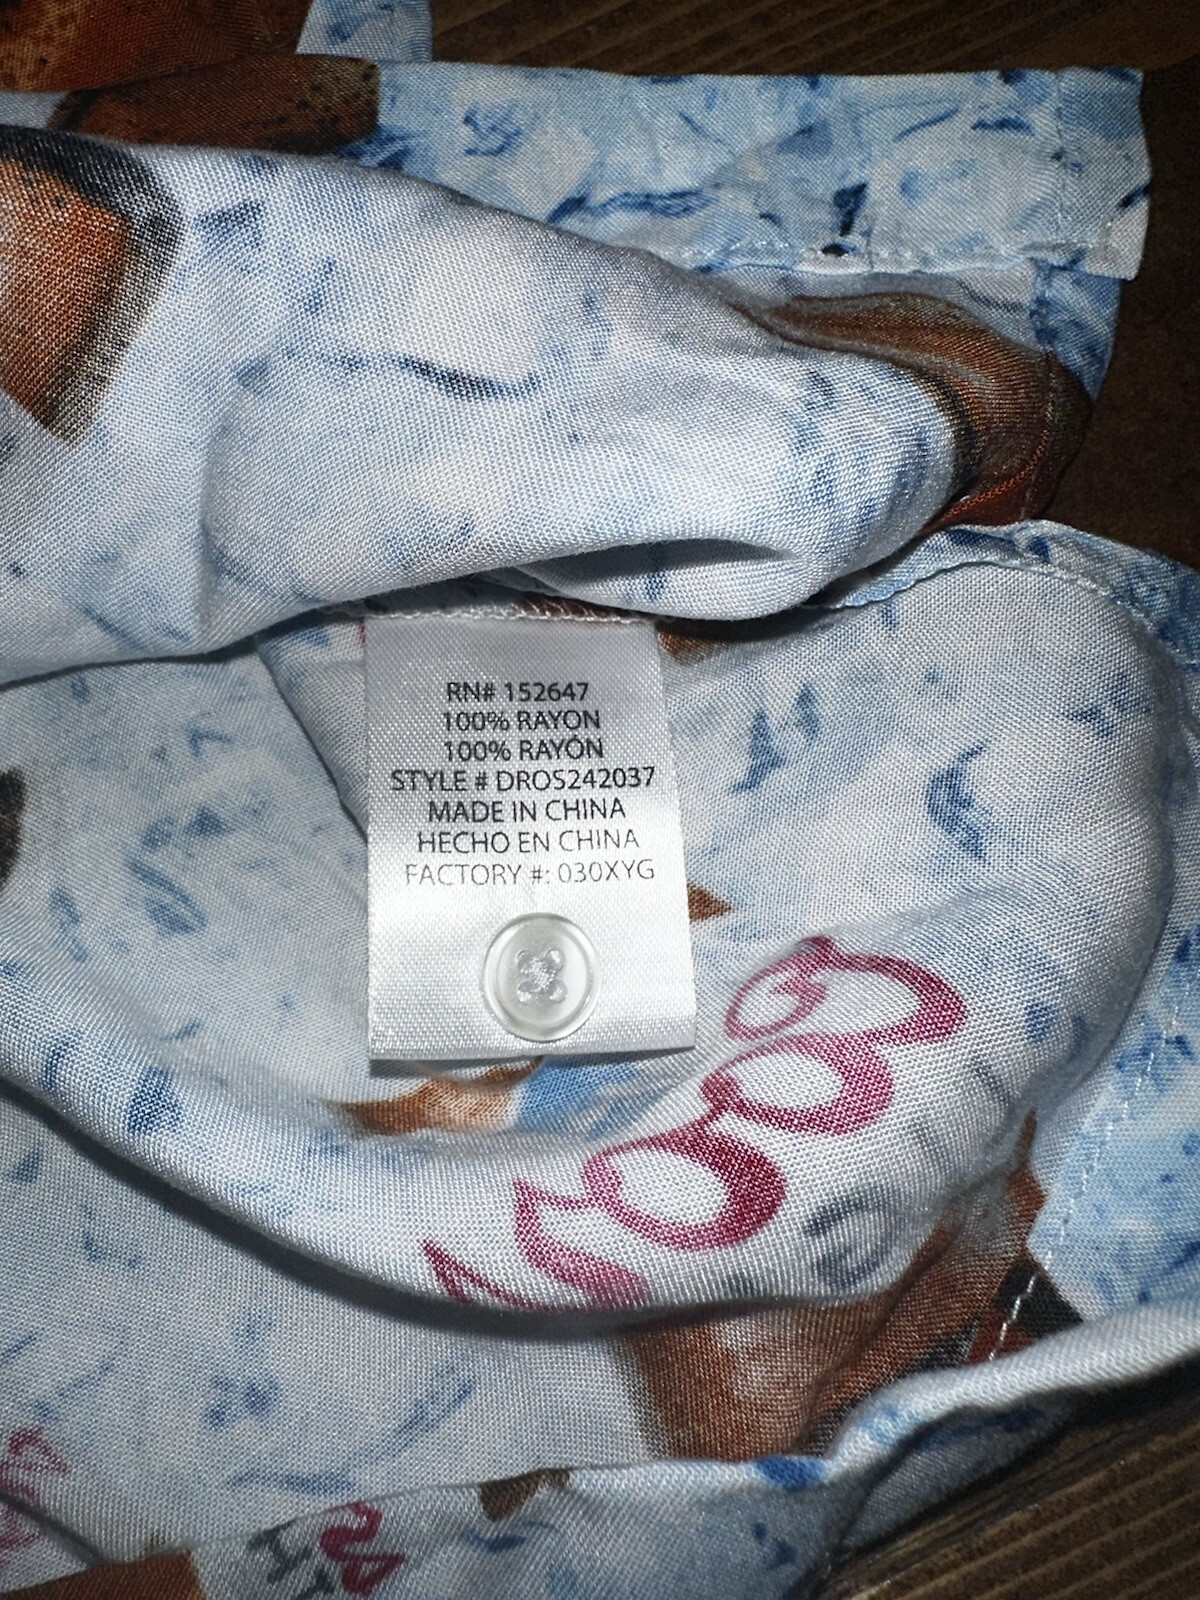 RN# 152647
100% RAYON
100% RAYÓN
STYLE # DROS242037
MADE IN CHINA
HECHO EN CHINA
FACTORY #: 030XYG